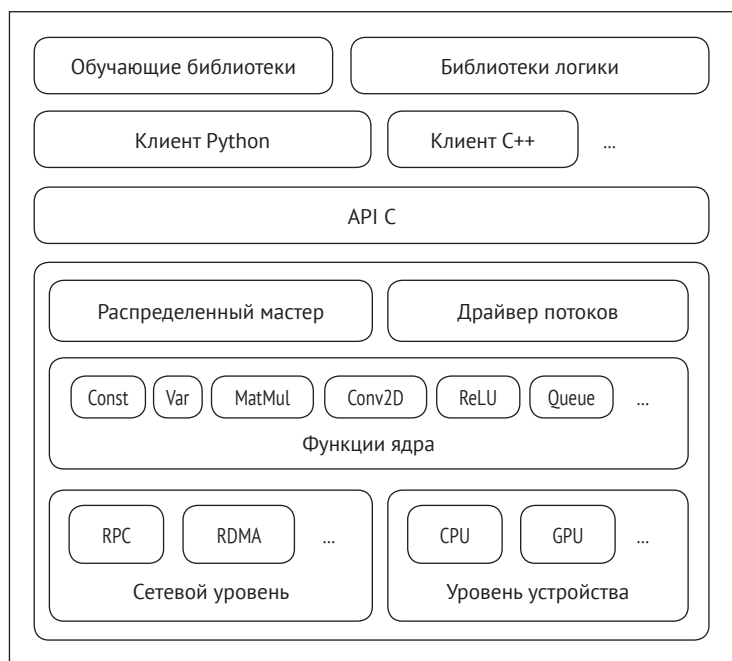 Обучающие библиотеки Библиотеки логики
Клиент Python Клиент C++ ...
API C
Распределенный мастер Драйвер потоков
Const Var MatMul Conv2D ReLU Queue ...
Функции ядра
RPC RDMA ... CPU GPU ...
Сетевой уровень Уровень устройства